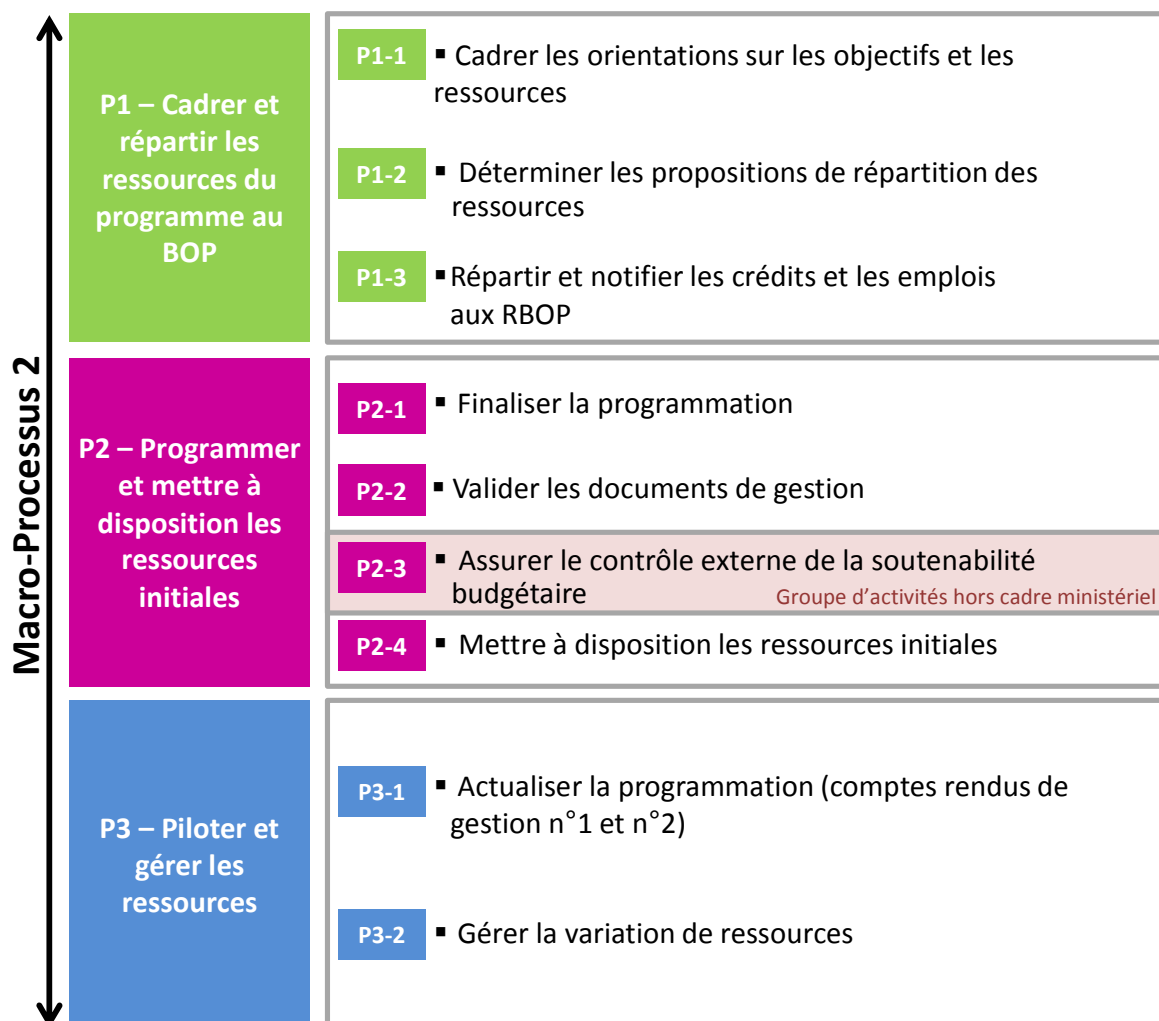 Macro-Processus 2
P1 – Cadrer et
répartir les
ressources du
programme au
BOP
P1-1 ▪ Cadrer les orientations sur les objectifs et les
ressources
P1-2 ▪ Déterminer les propositions de répartition des
ressources
P1-3 ▪ Répartir et notifier les crédits et les emplois
aux RBOP
P2 – Programmer
et mettre à
disposition les
ressources
initiales
P2-1 ▪ Finaliser la programmation
P2-2 ▪ Valider les documents de gestion
P2-3 ▪ Assurer le contrôle externe de la soutenabilité
budgétaire Groupe d’activités hors cadre ministériel
P2-4 ▪ Mettre à disposition les ressources initiales
P3 – Piloter et
gérer les
ressources
P3-1 ▪ Actualiser la programmation (comptes rendus de
gestion n°1 et n°2)
P3-2 ▪ Gérer la variation de ressources